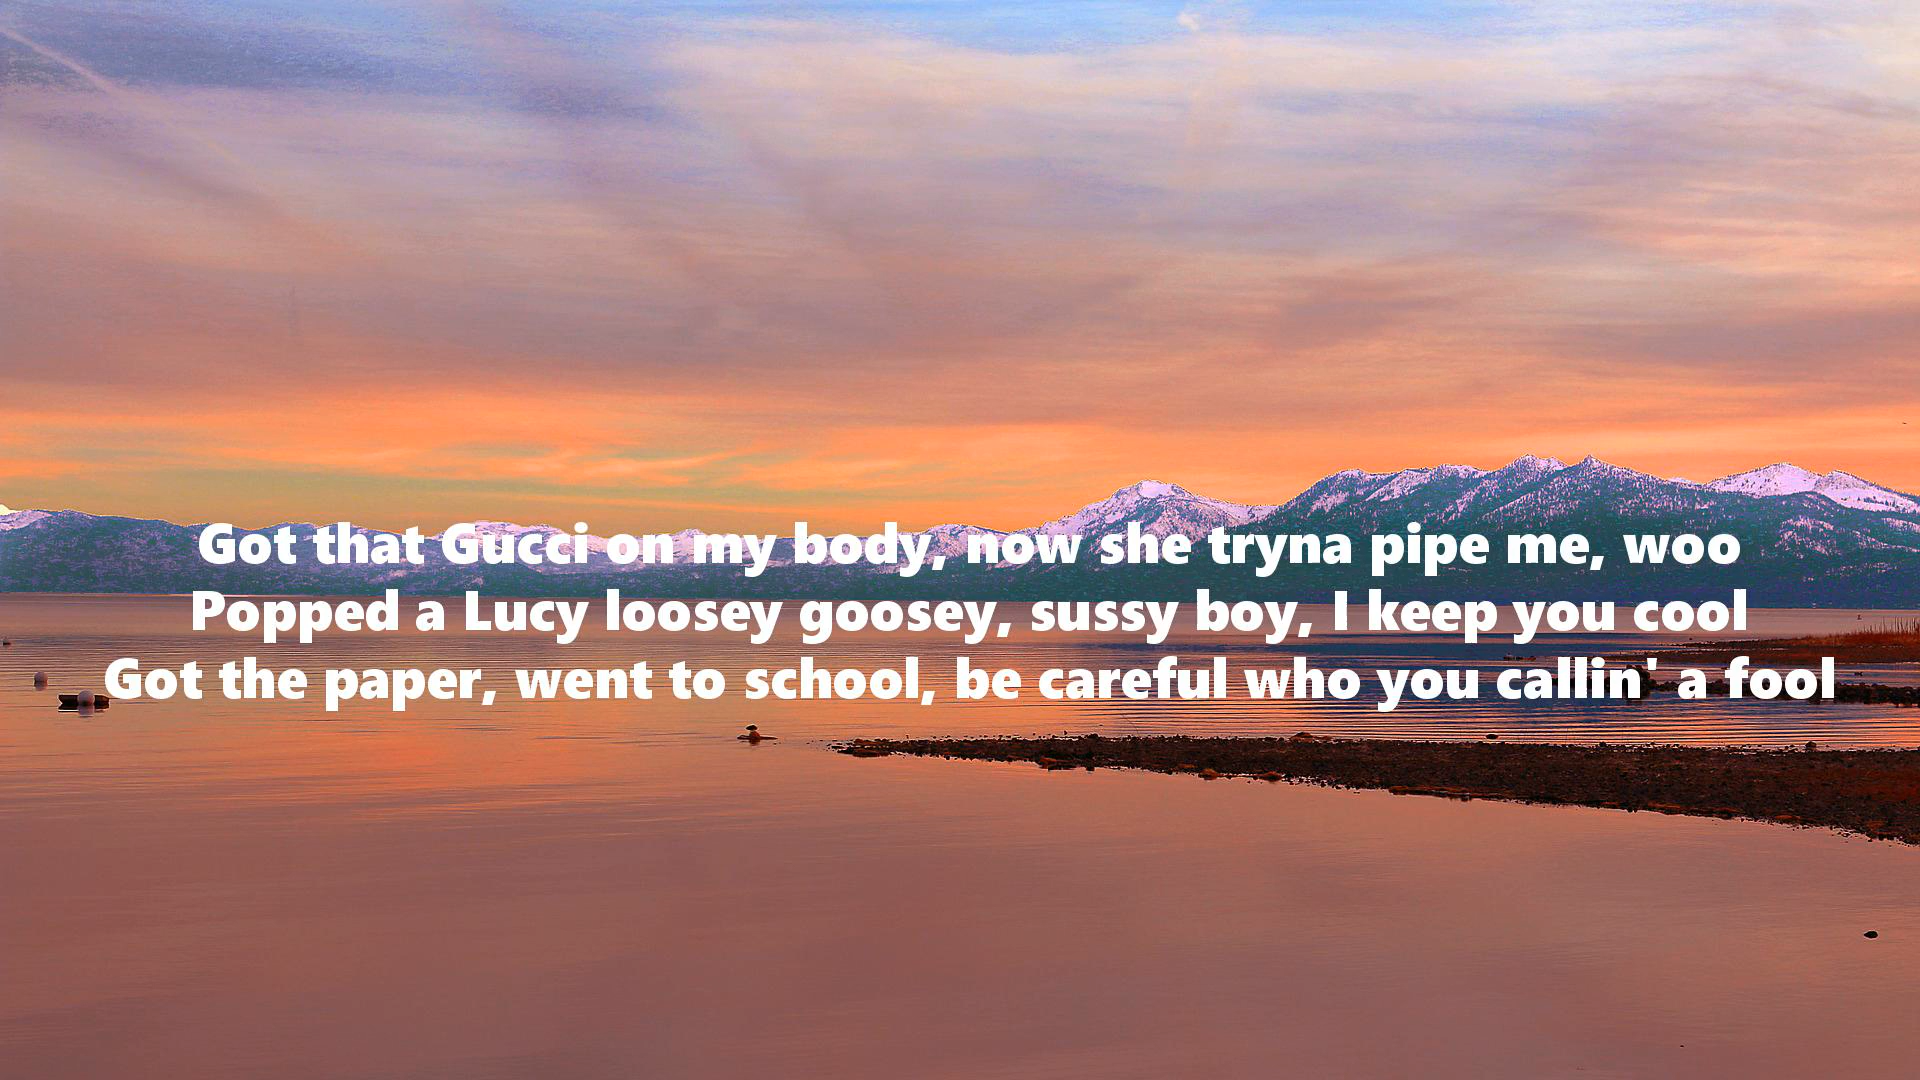 Got that Gucci on my body, now she tryna pipe me, woo
Popped a Lucy loosey goosey, sussy boy, I keep you cool
Got the paper, went to school, be careful who you callin' a fool